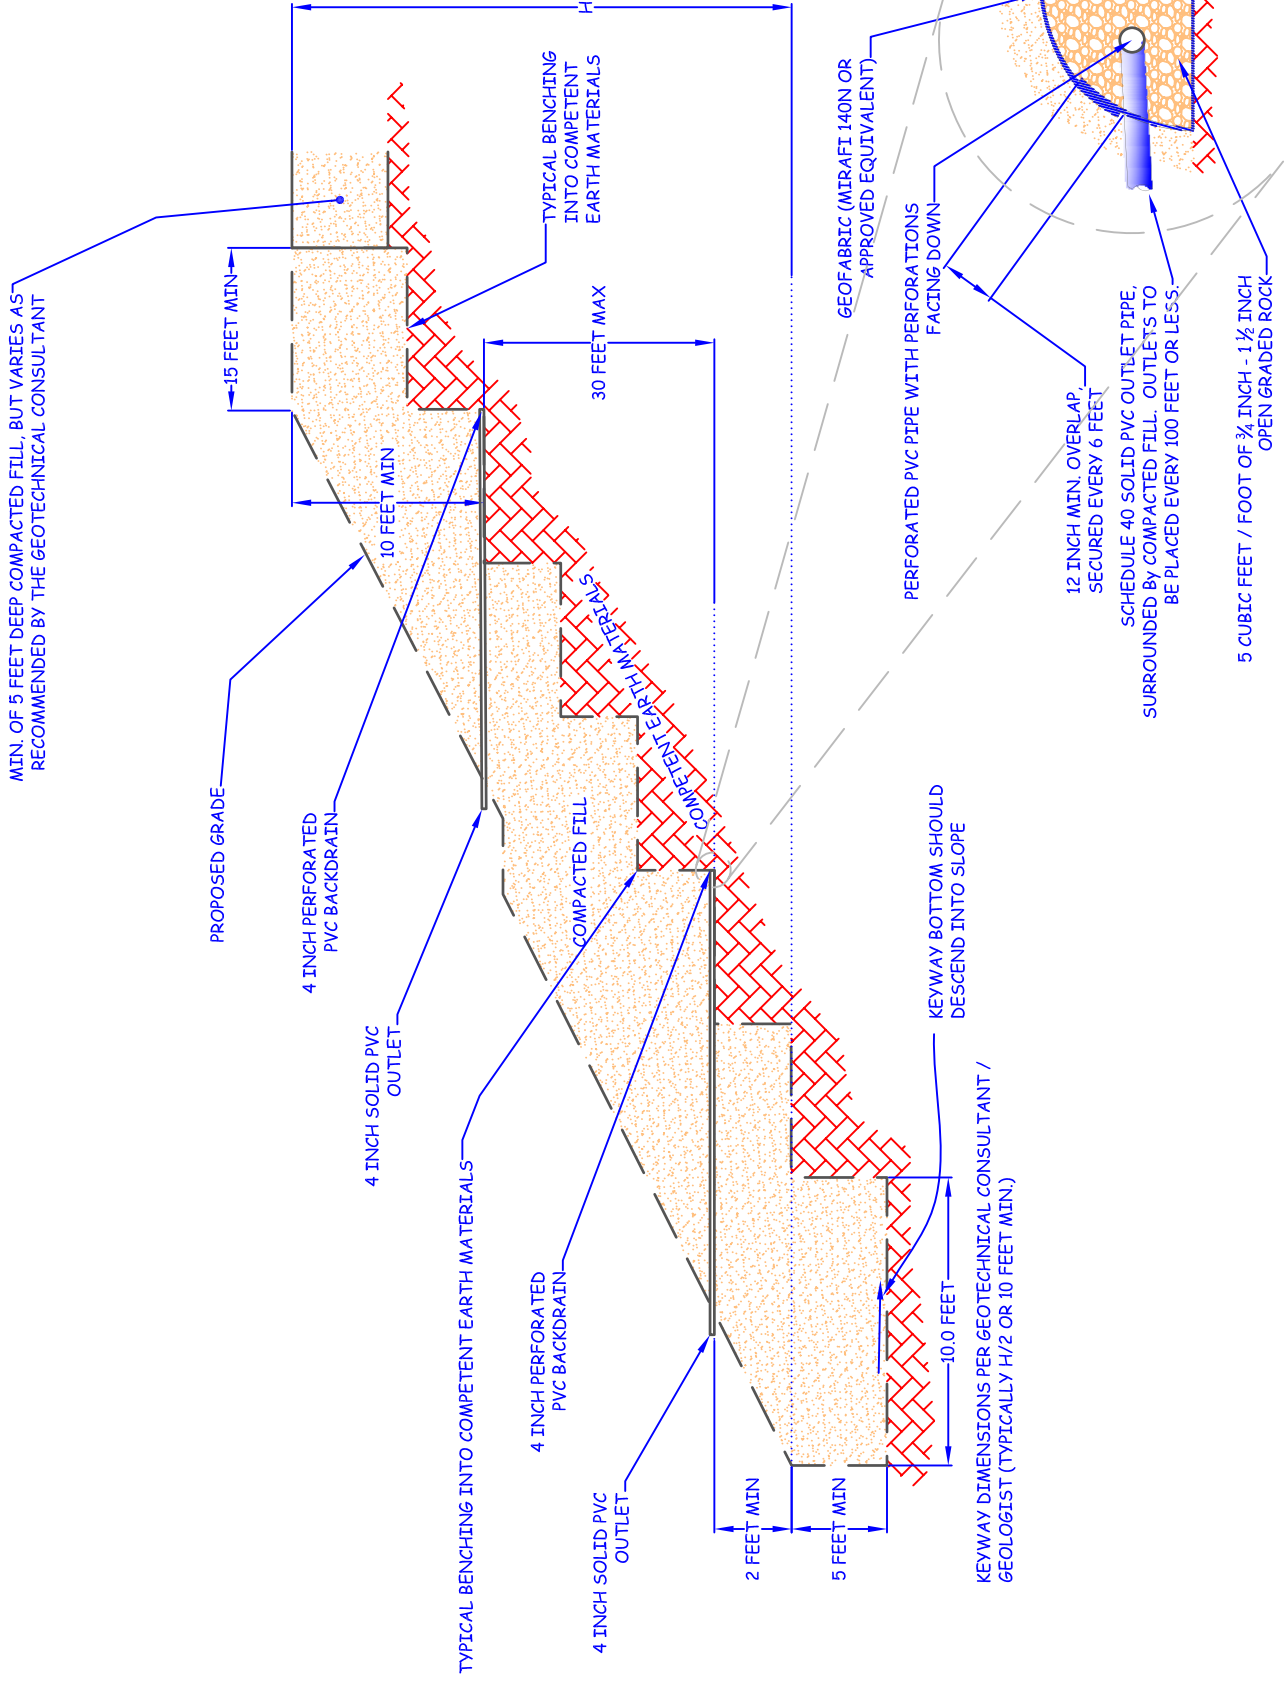 MIN. OF 5 FEET DEEP COMPACTED FILL, BUT VARIES AS
RECOMMENDED BY THE GEOTECHNICAL CONSULTANT
PROPOSED GRADE
15 FEET MIN
4 INCH PERFORATED
PVC BACKDRAIN
10 FEET MIN
4 INCH SOLID PVC
OUTLET
TYPICAL BENCHING INTO COMPETENT EARTH MATERIALS
4 INCH PERFORATED
PVC BACKDRAIN
4 INCH SOLID PVC
OUTLET
COMPACTED FILL
COMPETENT EARTH MATERIALS
TYPICAL BENCHING
INTO COMPETENT
EARTH MATERIALS
H
30 FEET MAX
2 FEET MIN
5 FEET MIN
10.0 FEET
KEYWAY BOTTOM SHOULD
DESCEND INTO SLOPE
KEYWAY DIMENSIONS PER GEOTECHNICAL CONSULTANT /
GEOLOGIST (TYPICALLY H/2 OR 10 FEET MIN.)
GEOFABRIC (MIRAFI 140N OR
APPROVED EQUIVALENT)
PERFORATED PVC PIPE WITH PERFORATIONS
FACING DOWN
12 INCH MIN. OVERLAP,
SECURED EVERY 6 FEET
SCHEDULE 40 SOLID PVC OUTLET PIPE,
SURROUNDED By COMPACTED FILL. OUTLETS TO
BE PLACED EVERY 100 FEET OR LESS.
5 CUBIC FEET / FOOT OF ¾ INCH - 1 ½ INCH
OPEN GRADED ROCK